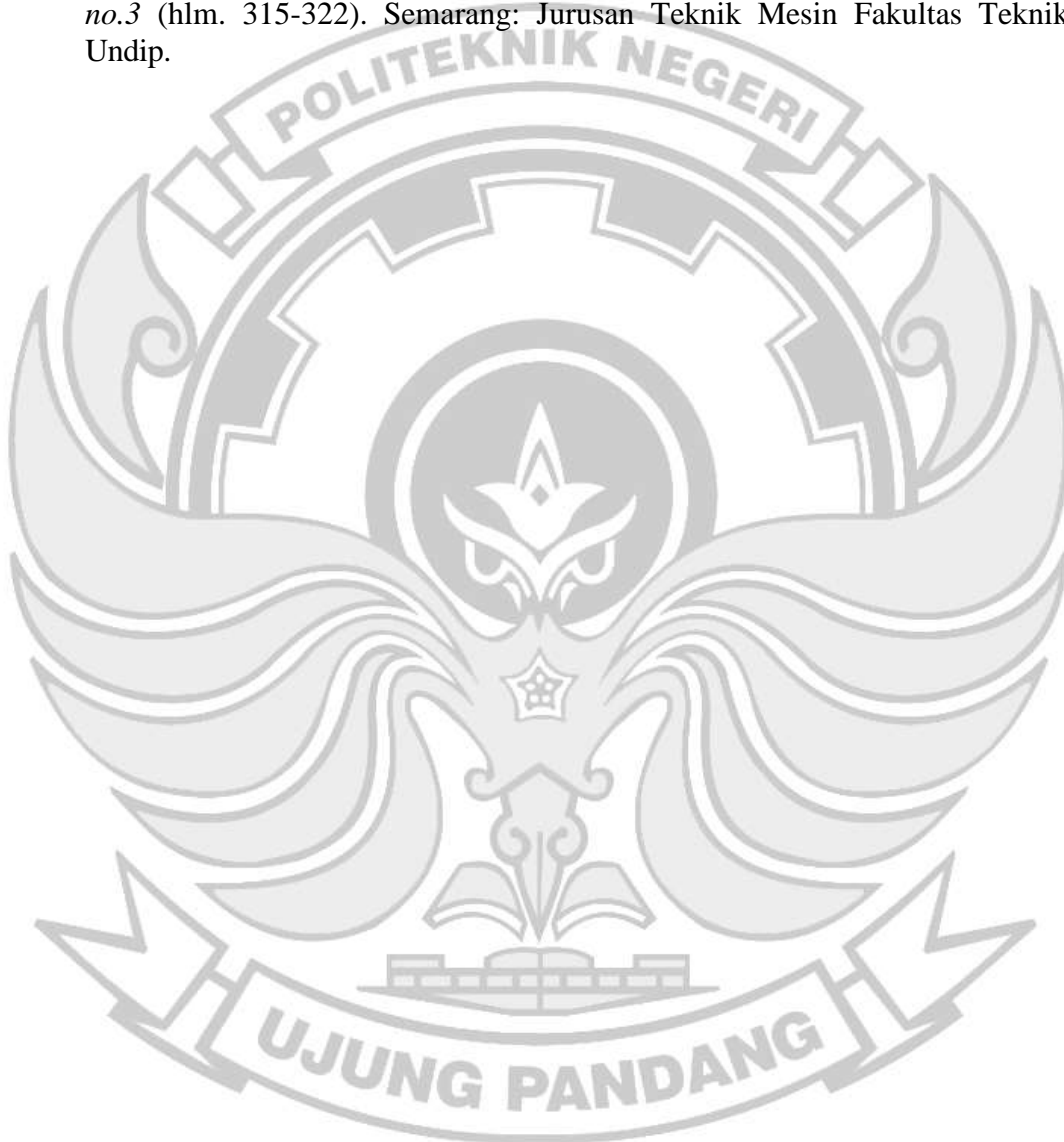 no.3 (hlm. 315-322). Semarang: Jurusan Teknik Mesin Fakultas Teknik
Undip.
POLITEKNIK NEGERI
UJUNG PANDANG